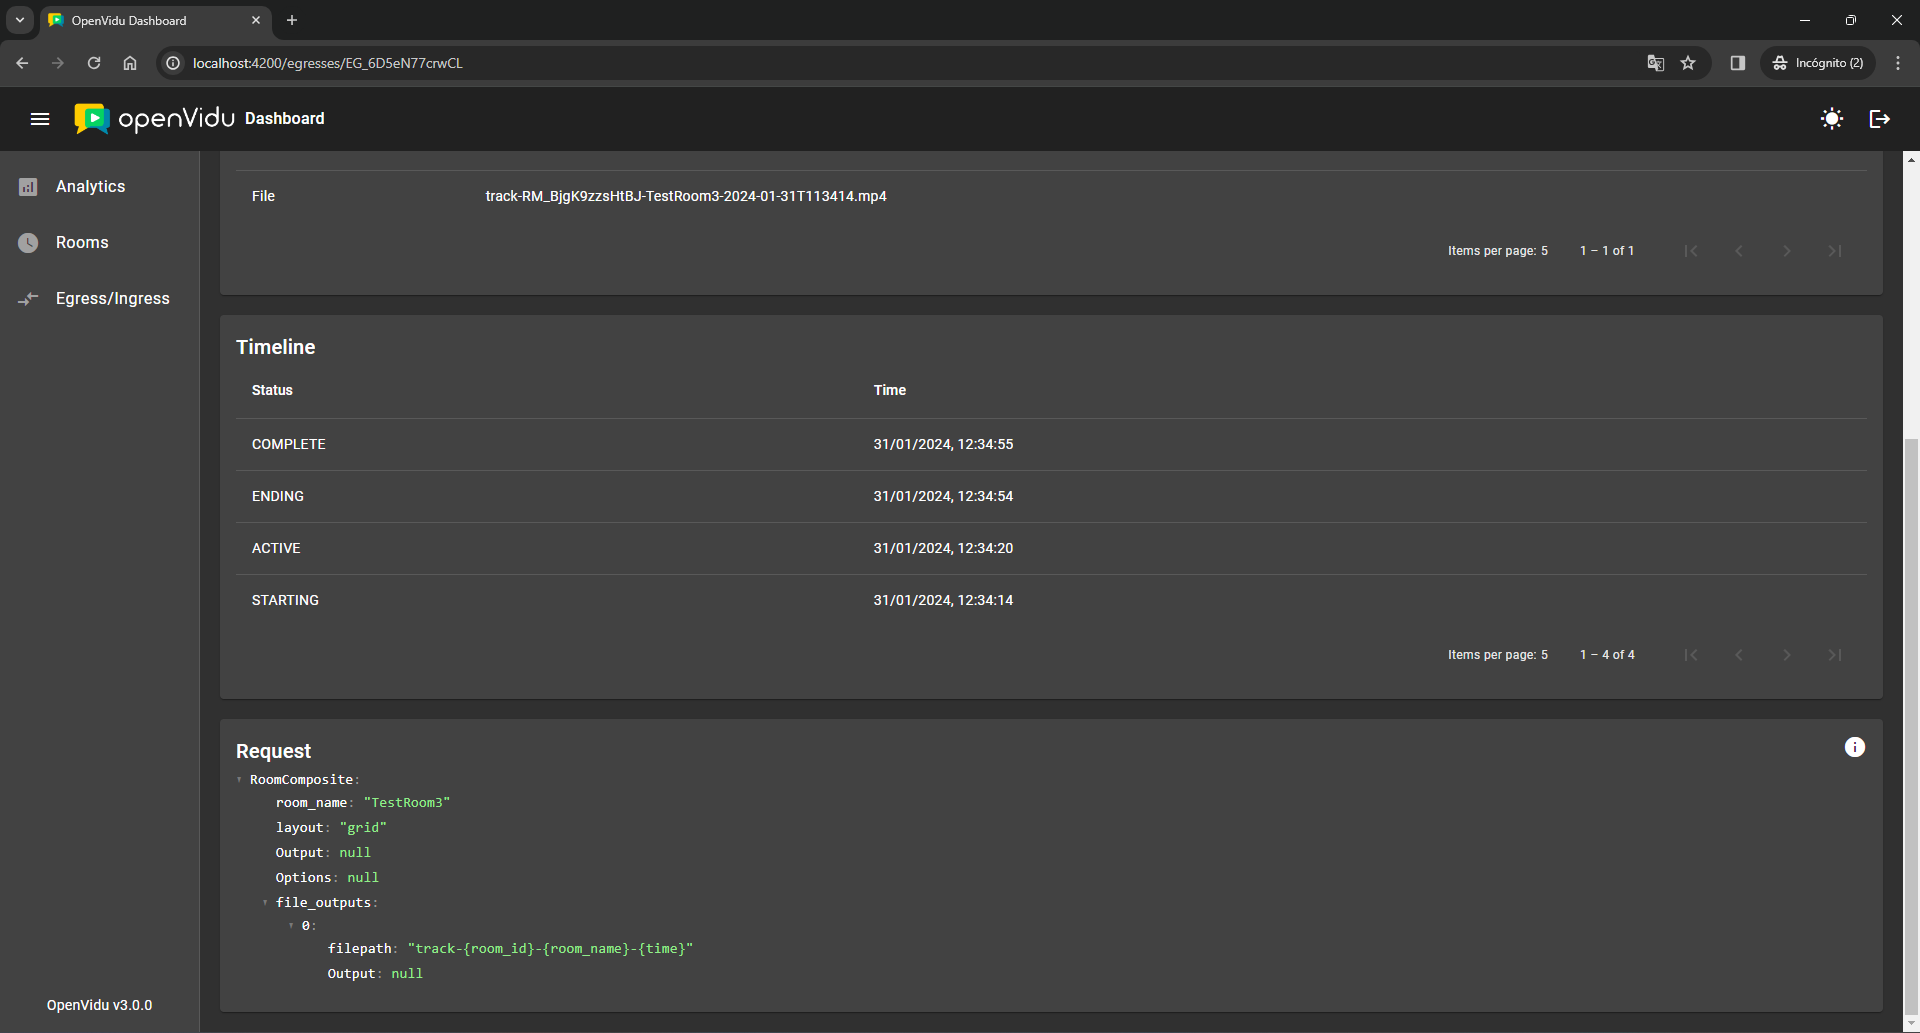 OpenVidu Dashboard
localhost:4200/egresses/EG_6D5eN77crwCL
Incógnito (2)
openVidu Dashboard
Analytics
Rooms
Egress/Ingress
OpenVidu v3.0.0
File track-RM_BjgK9zzsHtBJ-TestRoom3-2024-01-31T113414.mp4
Items per page: 5 1 – 1 of 1
Timeline
Status Time
COMPLETE 31/01/2024, 12:34:55
ENDING 31/01/2024, 12:34:54
ACTIVE 31/01/2024, 12:34:20
STARTING 31/01/2024, 12:34:14
Items per page: 5 1 – 4 of 4
Request
RoomComposite:
room_name: "TestRoom3"
layout: "grid"
Output: null
Options: null
file_outputs:
0:
filepath: "track-{room_id}-{room_name}-{time}"
Output: null